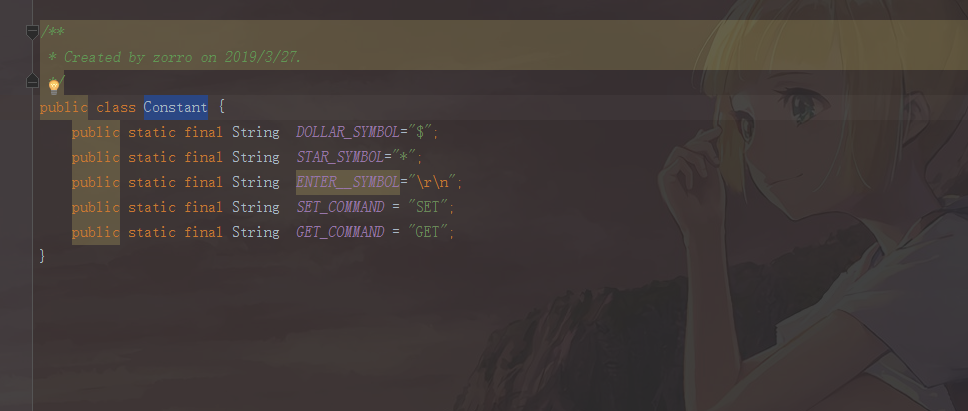 /**
 * Created by zorro on 2019/3/27.
 */
public class Constant {
    public static final String  DOLLAR_SYMBOL="$";
    public static final String  STAR_SYMBOL="*";
    public static final String  ENTER__SYMBOL="\r\n";
    public static final String  SET_COMMAND = "SET";
    public static final String  GET_COMMAND = "GET";
}